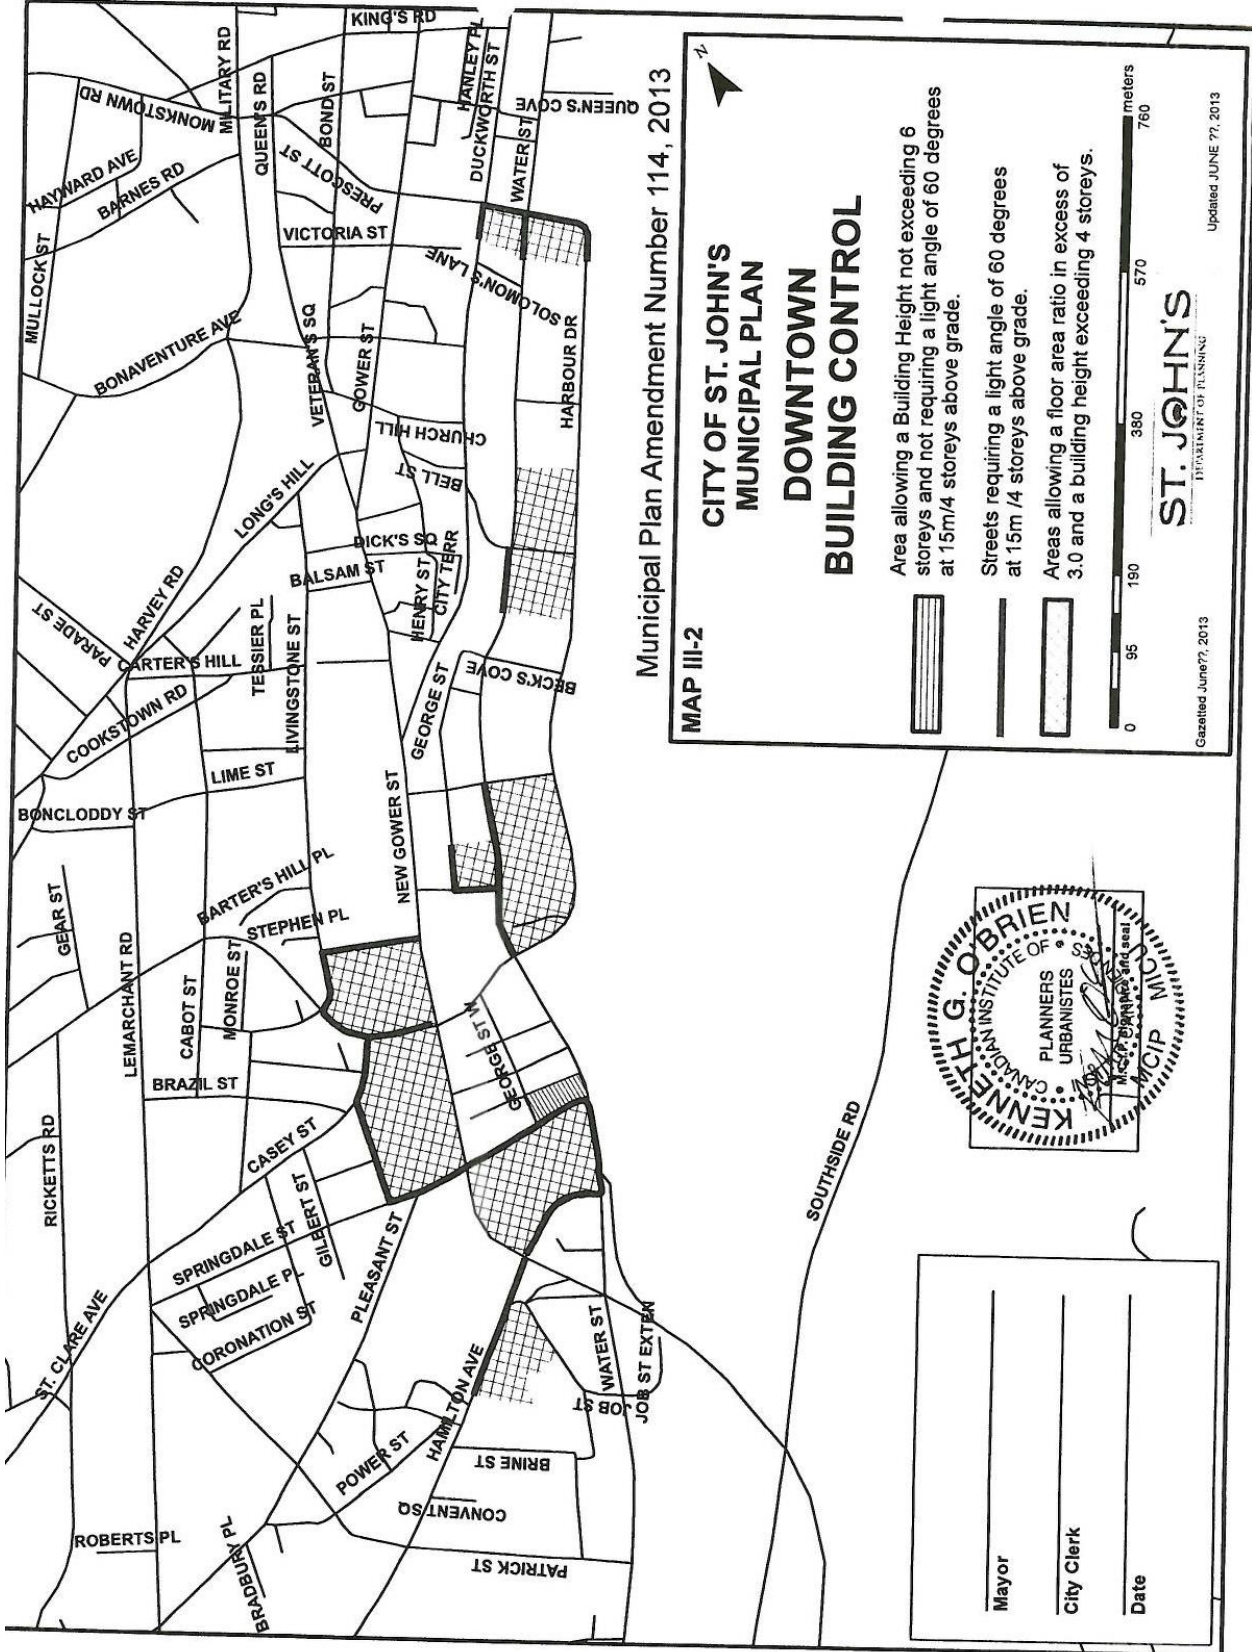 KING'S RD
MILITARY RD
MONKSTOWN RD
QUEEN'S RD
BOND ST
HANLEY PL
DUCKWORTH ST
WATER ST
QUEEN'S COVE
HAYWARD AVE
BARNES RD
PRESCOTT ST
MULLOCK ST
VICTORIA ST
SOLOMON'S LANE
BONAVENTURE AVE
VETERAN'S SQ
GOWER ST
HARBOUR DR
CHURCH HILL
BELL ST
LONG'S HILL
DICK'S SQ
BALSAM ST
HENRY ST
CITY TERR
PARADE ST
HARVEY RD
CARTER'S HILL
TESSIER PL
LIVINGSTONE ST
GEORGE ST
BECK'S COVE
COOKSTOWN RD
LIME ST
NEW GOWER ST
BONCLODDY ST
BARTER'S HILL PL
STEPHEN PL
GEAR ST
LEMARCHANT RD
CABOT ST
MONROE ST
GEORGE ST W
BRAZIL ST
CASEY ST
RICKETTS RD
GILBERT ST
SPRINGDALE ST
SPRINGDALE PL
CORONATION ST
PLEASANT ST
ST. CLARE AVE
HAMILTON AVE
WATER ST
JOB ST EXTEN
JOB ST
POWER ST
BRINE ST
CONVENT SQ
PATRICK ST
ROBERTS PL
BRADBURY PL
SOUTHSIDE RD
Municipal Plan Amendment Number 114, 2013
MAP III-2
CITY OF ST. JOHN'S
MUNICIPAL PLAN
DOWNTOWN
BUILDING CONTROL
N
Area allowing a Building Height not exceeding 6
storeys and not requiring a light angle of 60 degrees
at 15m/4 storeys above grade.
Streets requiring a light angle of 60 degrees
at 15m /4 storeys above grade.
Areas allowing a floor area ratio in excess of
3.0 and a building height exceeding 4 storeys.
0 95 190 380 570 760
meters
Gazetted June??, 2013
ST. JOHN'S
DEPARTMENT OF PLANNING
Updated JUNE ??, 2013
KENNETH G. O'BRIEN
CANADIAN INSTITUTE OF
PLANNERS
URBANISTES
and seal
MCIP MICU
Mayor
City Clerk
Date